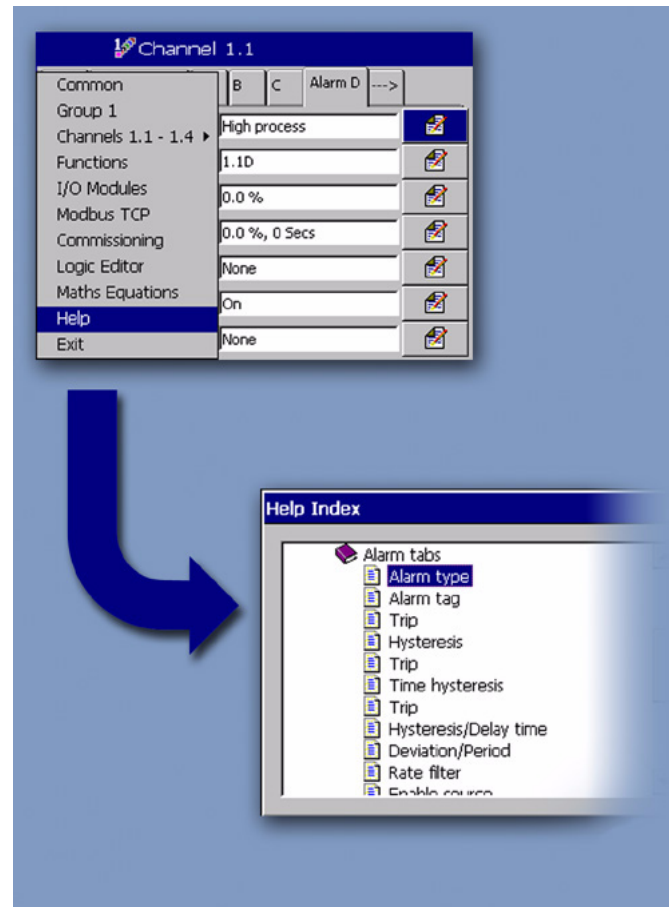 Channel 1.1
Common
B C Alarm D --->
Group 1
High process
Channels 1.1 - 1.4
Functions
1.1D
I/O Modules
0.0 %
Modbus TCP
Commissioning
0.0 %, 0 Secs
Logic Editor
None
Maths Equations
On
Help
Exit
None
Help Index
Alarm tabs
Alarm type
Alarm tag
Trip
Hysteresis
Trip
Time hysteresis
Trip
Hysteresis/Delay time
Deviation/Period
Rate filter
Enable source